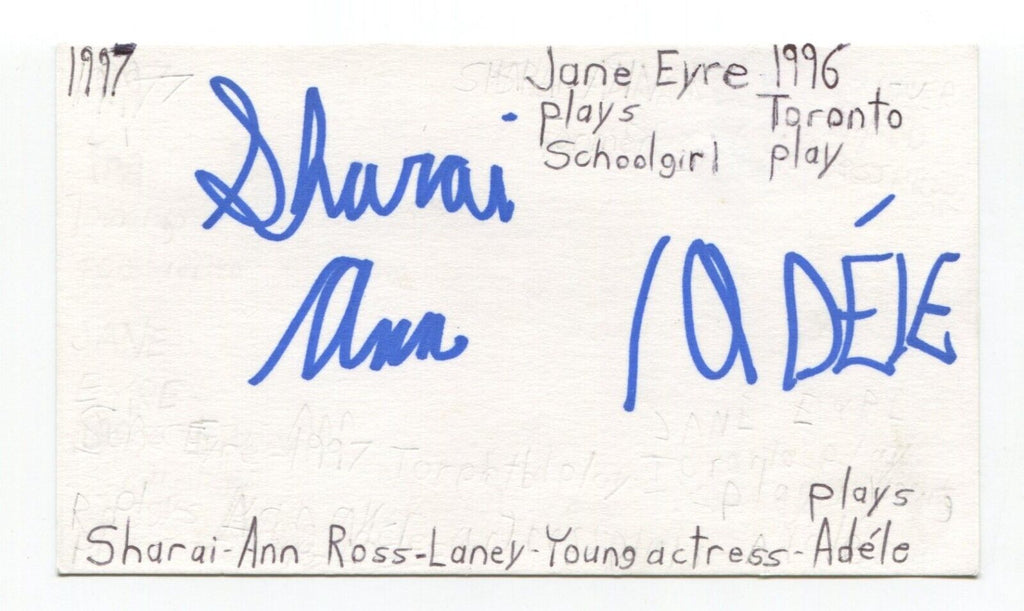 1997
Jane Eyre 1996
plays Toronto
Schoolgirl play
Sharai
Ann / ADÉLE
plays
Sharai-Ann Ross-Laney-Young actress-Adéle